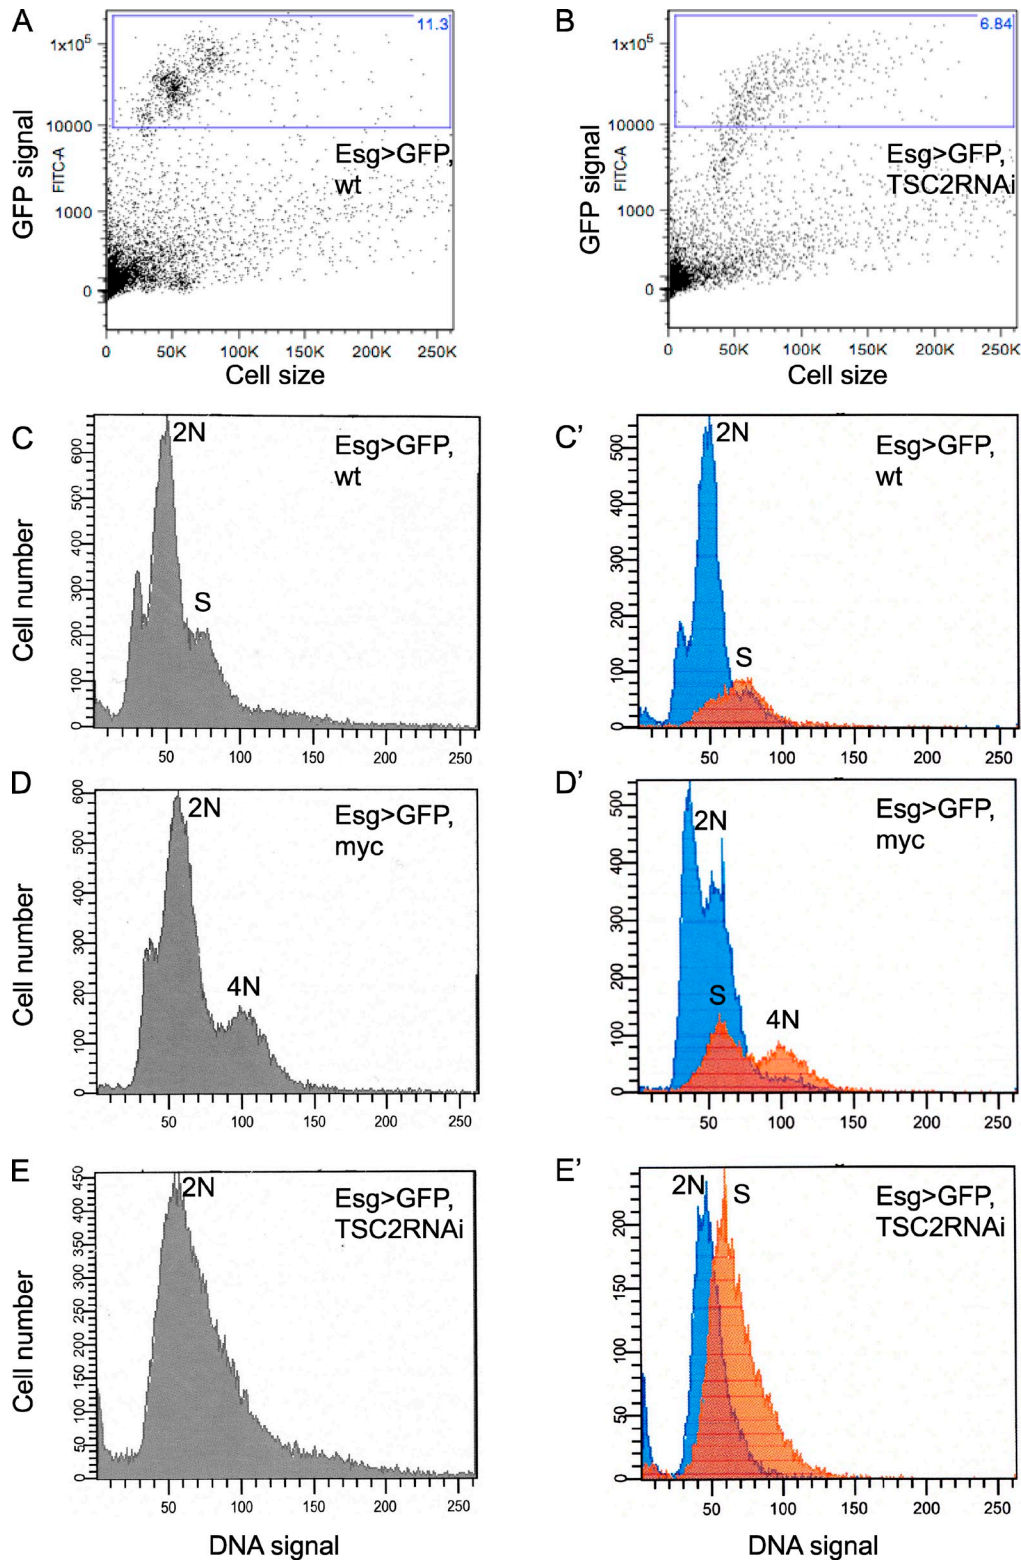 A
B
11.3
6.84
1x10⁵
10000
1000
0
GFP signal
FITC-A
Esg>GFP,
wt
0 50K 100K 150K 200K 250K
Cell size
1x10⁵
10000
1000
0
GFP signal
FITC-A
Esg>GFP,
TSC2RNAi
0 50K 100K 150K 200K 250K
Cell size
C
2N
S
Esg>GFP,
wt
Cell number
0 100 200 300 400 500 600
50 100 150 200 250
C'
2N
S
Esg>GFP,
wt
0 100 200 300 400 500
50 100 150 200 250
D
2N
4N
Esg>GFP,
myc
Cell number
0 100 200 300 400 500 600
50 100 150 200 250
D'
2N
S
4N
Esg>GFP,
myc
0 100 200 300 400 500
50 100 150 200 250
E
2N
Esg>GFP,
TSC2RNAi
Cell number
0 50 100 150 200 250 300 350 400 450
50 100 150 200 250
DNA signal
E'
2N
S
Esg>GFP,
TSC2RNAi
0 50 100 150 200
50 100 150 200 250
DNA signal